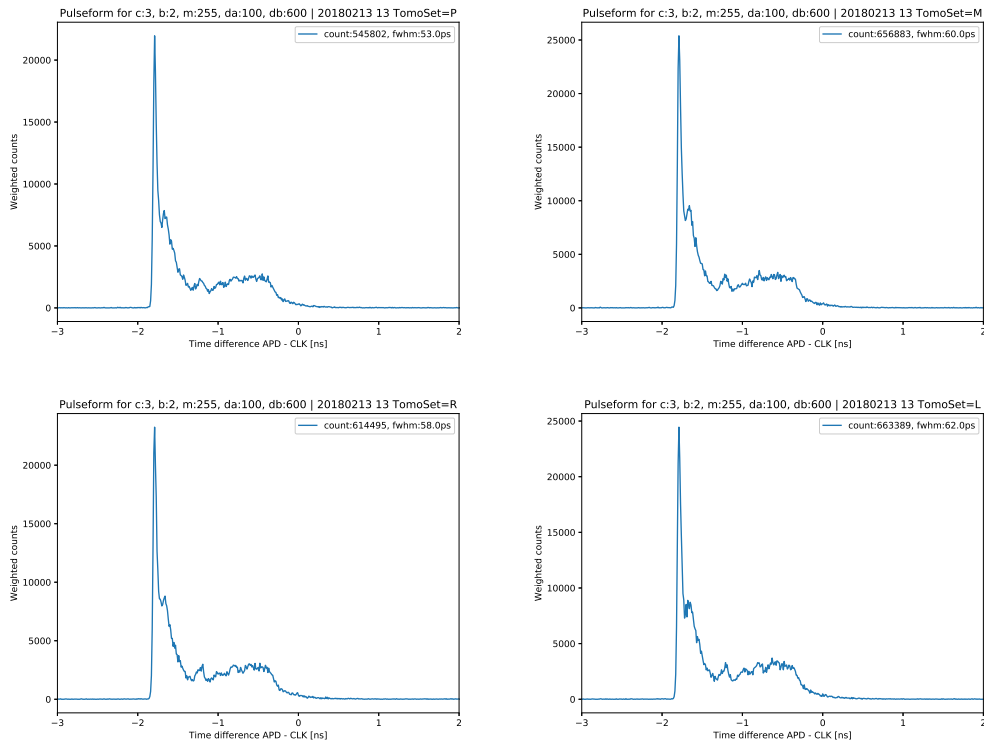 Pulseform for c:3, b:2, m:255, da:100, db:600 | 20180213 13 TomoSet=P
count:545802, fwhm:53.0ps
Weighted counts
20000
15000
10000
5000
0
−3 −2 −1 0 1 2
Time difference APD - CLK [ns]
Pulseform for c:3, b:2, m:255, da:100, db:600 | 20180213 13 TomoSet=M
count:656883, fwhm:60.0ps
Weighted counts
25000
20000
15000
10000
5000
0
−3 −2 −1 0 1 2
Time difference APD - CLK [ns]
Pulseform for c:3, b:2, m:255, da:100, db:600 | 20180213 13 TomoSet=R
count:614495, fwhm:58.0ps
Weighted counts
20000
15000
10000
5000
0
−3 −2 −1 0 1 2
Time difference APD - CLK [ns]
Pulseform for c:3, b:2, m:255, da:100, db:600 | 20180213 13 TomoSet=L
count:663389, fwhm:62.0ps
Weighted counts
25000
20000
15000
10000
5000
0
−3 −2 −1 0 1 2
Time difference APD - CLK [ns]